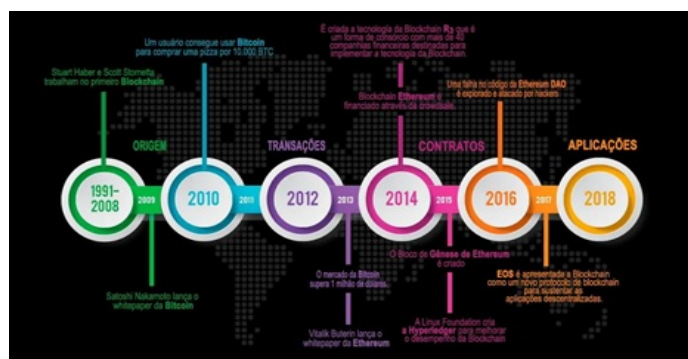 É criada a tecnologia da Blockchain R3 que é
um forma de consórcio com mais de 40
companhias financeiras destinadas para
implementar a tecnologia da Blockchain.
Um usuário consegue usar Bitcoin
para comprar uma pizza por 10.000 BTC
Stuart Haber e Scott Stornetta
trabalham no primeiro Blockchain
Blockchain Ethereum é
financiado através da crowdsale.
Uma falha no código da Ethereum DAO
é explorado e atacado por hackers
ORIGEM
TRANSAÇÕES
CONTRATOS
APLICAÇÕES
1991-
2008
2009
2010
2011
2012
2013
2014
2015
2016
2017
2018
O Bloco de Gênese de Ethereum
é criado
O mercado da Bitcoin
supera 1 milhão de dólares.
EOS é apresentada a Blockchain
como um novo protocolo de blockchain
para sustentar as
aplicações descentralizadas.
Satoshi Nakamoto lança o
whitepaper da Bitcoin
Vitalik Buterin lança o
whitepaper da Ethereum
A Linux Foundation cria
a Hyperledger para melhorar
o desempenho da Blockchain